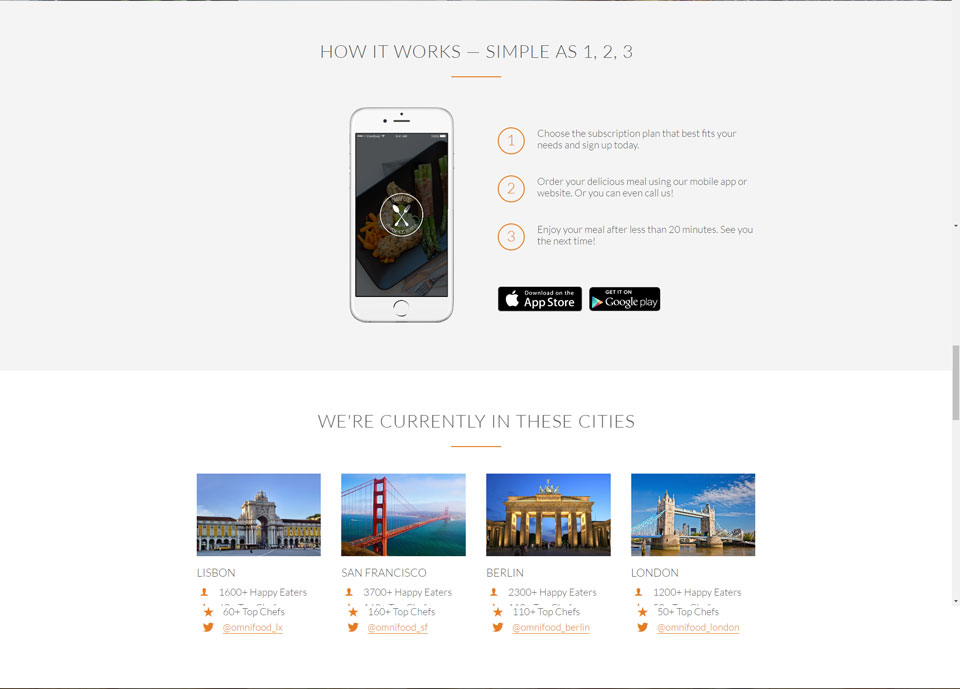 HOW IT WORKS — SIMPLE AS 1, 2, 3
1
Choose the subscription plan that best fits your
needs and sign up today.
2
Order your delicious meal using our mobile app or
website. Or you can even call us!
3
Enjoy your meal after less than 20 minutes. See you
the next time!
Download on the
App Store
GET IT ON
Google play
WE'RE CURRENTLY IN THESE CITIES
LISBON
1600+ Happy Eaters
60+ Top Chefs
@omnifood_lx
SAN FRANCISCO
3700+ Happy Eaters
160+ Top Chefs
@omnifood_sf
BERLIN
2300+ Happy Eaters
110+ Top Chefs
@omnifood_berlin
LONDON
1200+ Happy Eaters
50+ Top Chefs
@omnifood_london